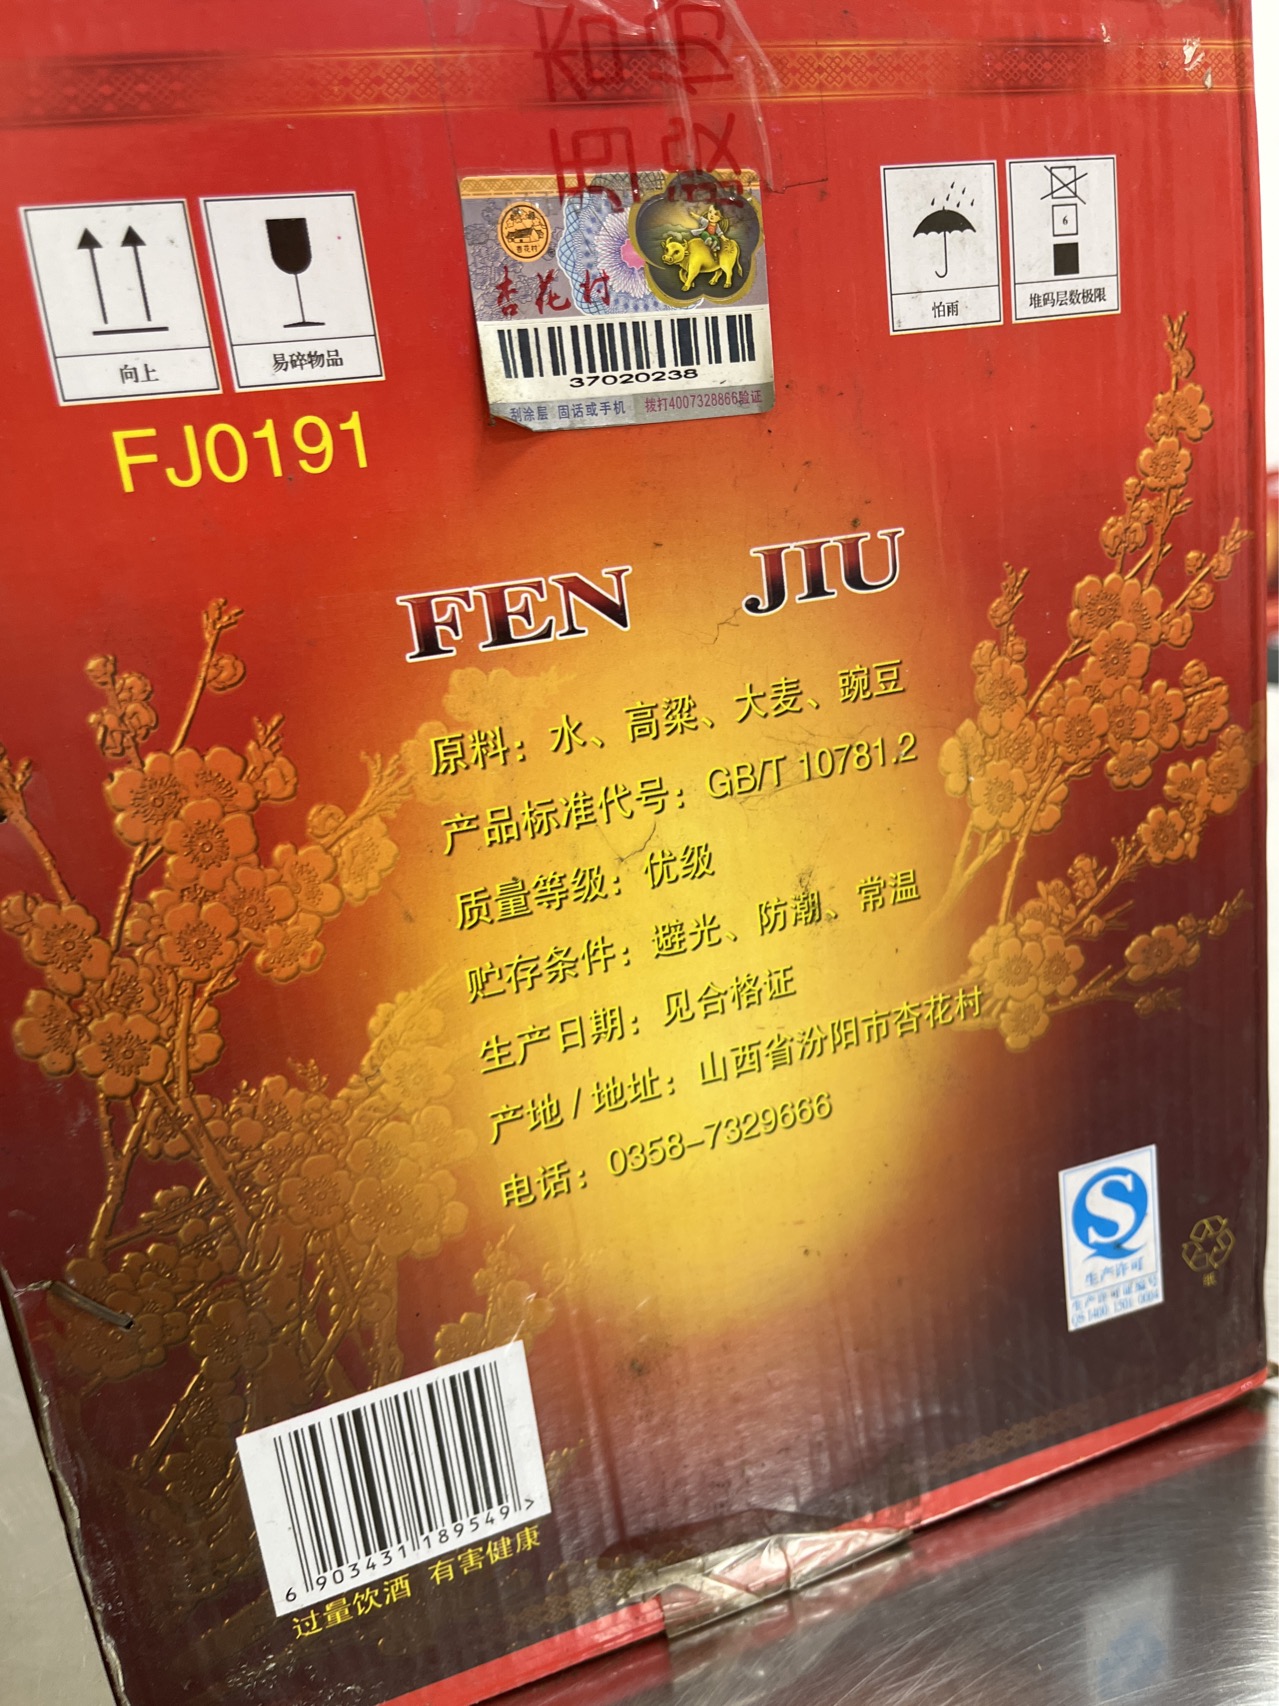 向上
易碎物品
杏花村
杏花村
37020238
刮涂层 固话或手机 拨打4007328866验证
怕雨
6
堆码层数极限
FJ0191
FEN JIU
原料：水、高粱、大麦、豌豆
产品标准代号：GB/T 10781.2
质量等级：优级
贮存条件：避光、防潮、常温
生产日期：见合格证
产地/地址：山西省汾阳市杏花村
电话：0358-7329666
生产许可
纸
6 903431 189549 >
过量饮酒 有害健康